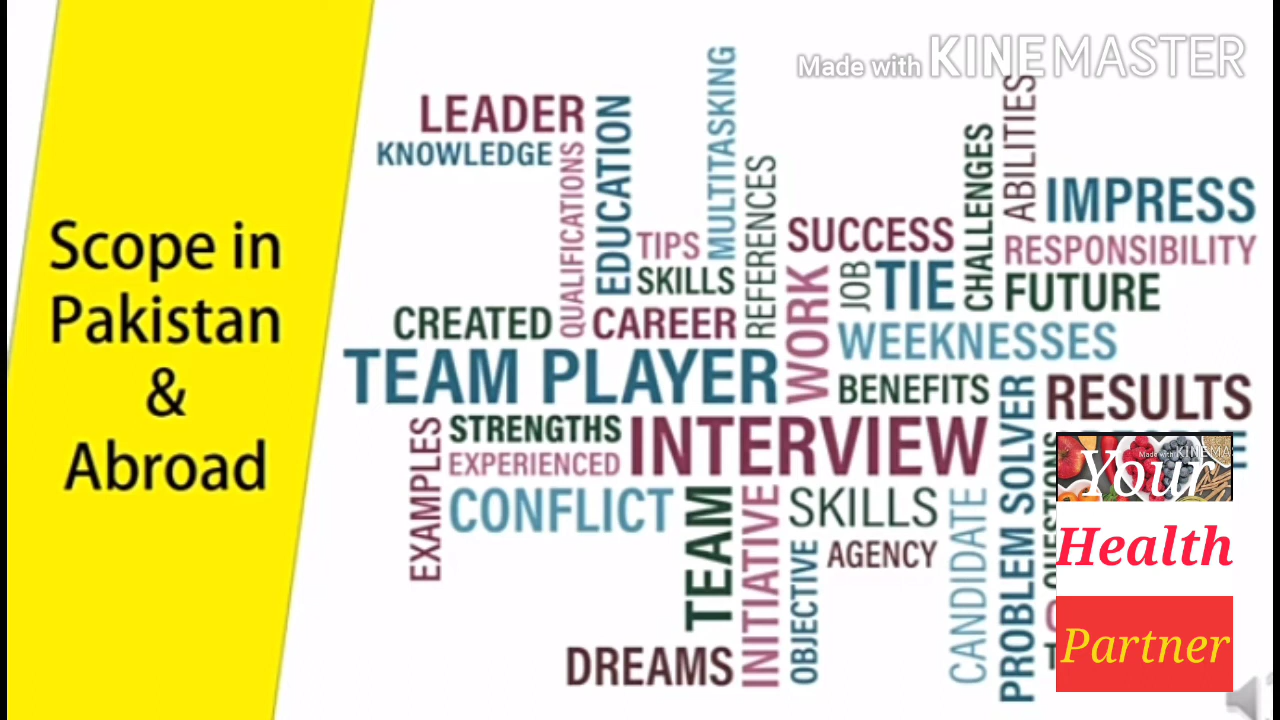 Scope in
Pakistan
&
Abroad
Made with KINEMASTER
LEADER
KNOWLEDGE
QUALIFICATIONS
EDUCATION
MULTITASKING
TIPS
SKILLS
REFERENCES
CREATED
CAREER
SUCCESS
WORK
JOB
TIE
CHALLENGES
ABILITIES
IMPRESS
RESPONSIBILITY
FUTURE
WEEKNESSES
TEAM PLAYER
BENEFITS
RESULTS
EXAMPLES
STRENGTHS
EXPERIENCED
INTERVIEW
PROBLEM SOLVER
CONFLICT
TEAM
INITIATIVE
SKILLS
OBJECTIVE
AGENCY
CANDIDATE
DREAMS
Your
Health
Partner